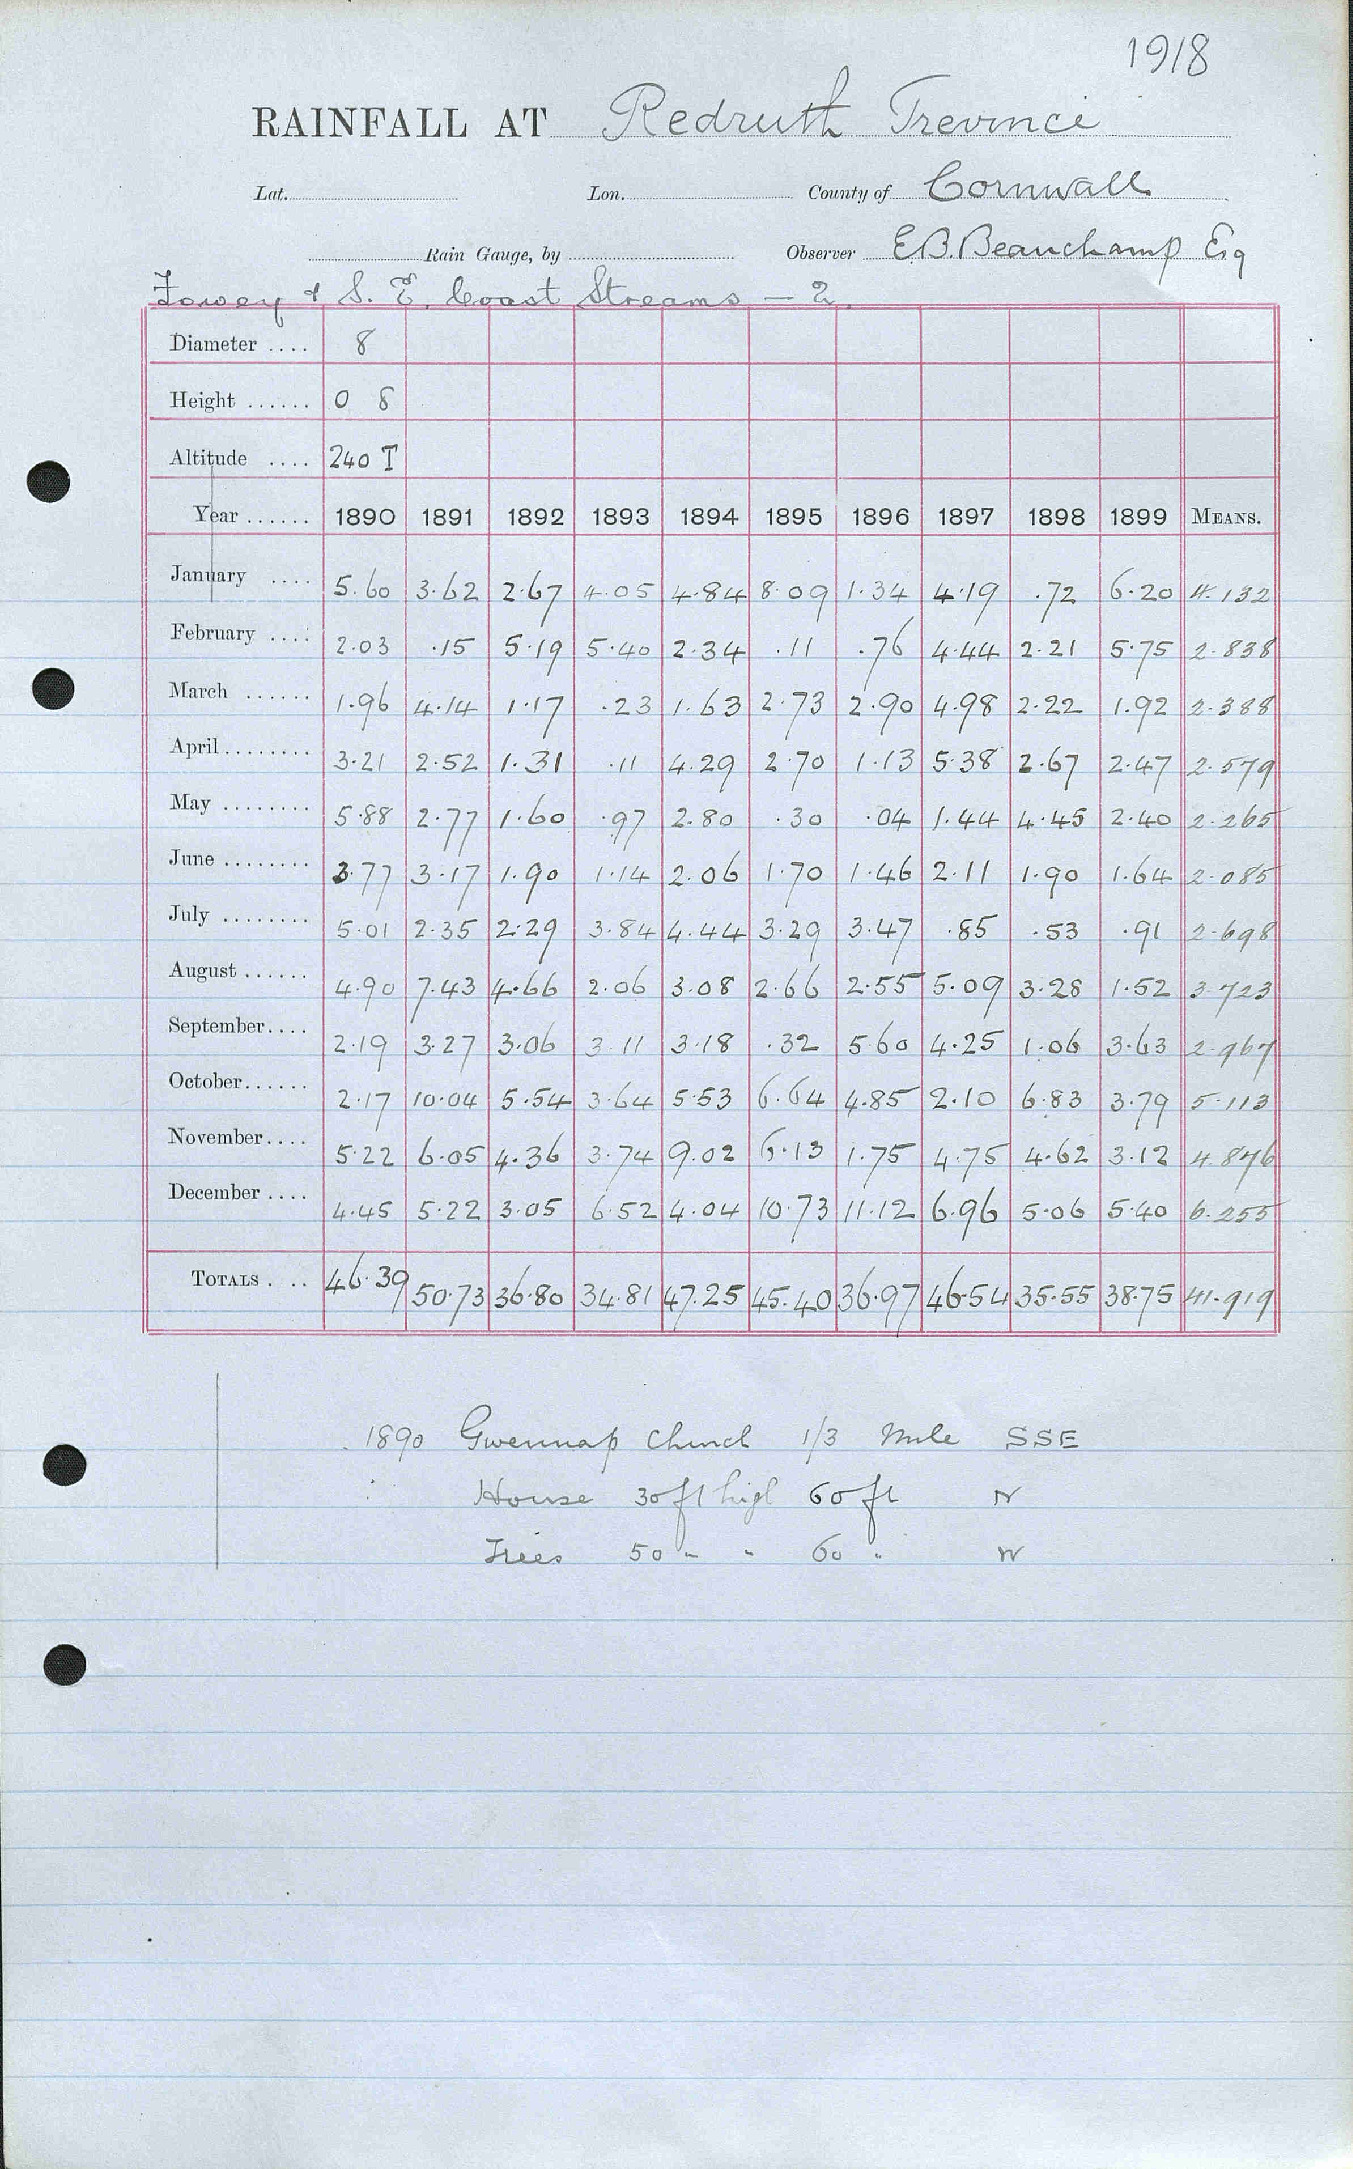 1918
RAINFALL AT Redruth Trevince
Lat. Lon. County of Cornwall
Rain Gauge, by Observer E.B. Beauchamp Esq
Fowey & S. E. Coast Streams — 2.
Diameter .... 8
Height ...... 0 8
Altitude .... 240 T
Year ...... 1890 1891 1892 1893 1894 1895 1896 1897 1898 1899 MEANS.
January .... 5.60 3.62 2.67 4.05 4.84 8.09 1.34 4.19 .72 6.20 4.132
February .... 2.03 .15 5.19 5.40 2.34 .11 .76 4.44 2.21 5.75 2.838
March ...... 1.96 4.14 1.17 .23 1.63 2.73 2.90 4.98 2.22 1.92 2.388
April ........ 3.21 2.52 1.31 .11 4.29 2.70 1.13 5.38 2.67 2.47 2.579
May ........ 5.88 2.77 1.60 .97 2.80 .30 .04 1.44 4.45 2.40 2.265
June ........ 3.77 3.17 1.90 1.14 2.06 1.70 1.46 2.11 1.90 1.64 2.085
July ........ 5.01 2.35 2.29 3.84 4.44 3.29 3.47 .85 .53 .91 2.698
August ...... 4.90 7.43 4.66 2.06 3.08 2.66 2.55 5.09 3.28 1.52 3.723
September .... 2.19 3.27 3.06 3.11 3.18 .32 5.60 4.25 1.06 3.63 2.967
October ...... 2.17 10.04 5.54 3.64 5.53 6.64 4.85 2.10 6.83 3.79 5.113
November .... 5.22 6.05 4.36 3.74 9.02 6.13 1.75 4.75 4.62 3.12 4.876
December .... 4.45 5.22 3.05 6.52 4.04 10.73 11.12 6.96 5.06 5.40 6.255
TOTALS . .. 46.39 50.73 36.80 34.81 47.25 45.40 36.97 46.54 35.55 38.75 41.919
1890 Gwennap Church 1/3 Mile SSE
House 30 ft high 60 ft N
Trees 50 " " 60 " W